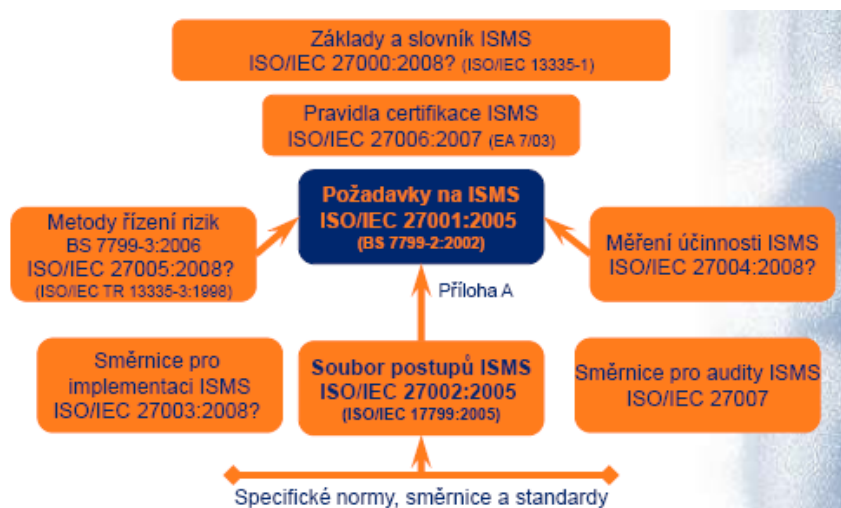 Základy a slovník ISMS
ISO/IEC 27000:2008? (ISO/IEC 13335-1)
Pravidla certifikace ISMS
ISO/IEC 27006:2007 (EA 7/03)
Požadavky na ISMS
ISO/IEC 27001:2005
(BS 7799-2:2002)
Metody řízení rizik
BS 7799-3:2006
ISO/IEC 27005:2008?
(ISO/IEC TR 13335-3:1998)
Měření účinnosti ISMS
ISO/IEC 27004:2008?
Příloha A
Směrnice pro
implementaci ISMS
ISO/IEC 27003:2008?
Soubor postupů ISMS
ISO/IEC 27002:2005
(ISO/IEC 17799:2005)
Směrnice pro audity ISMS
ISO/IEC 27007
Specifické normy, směrnice a standardy